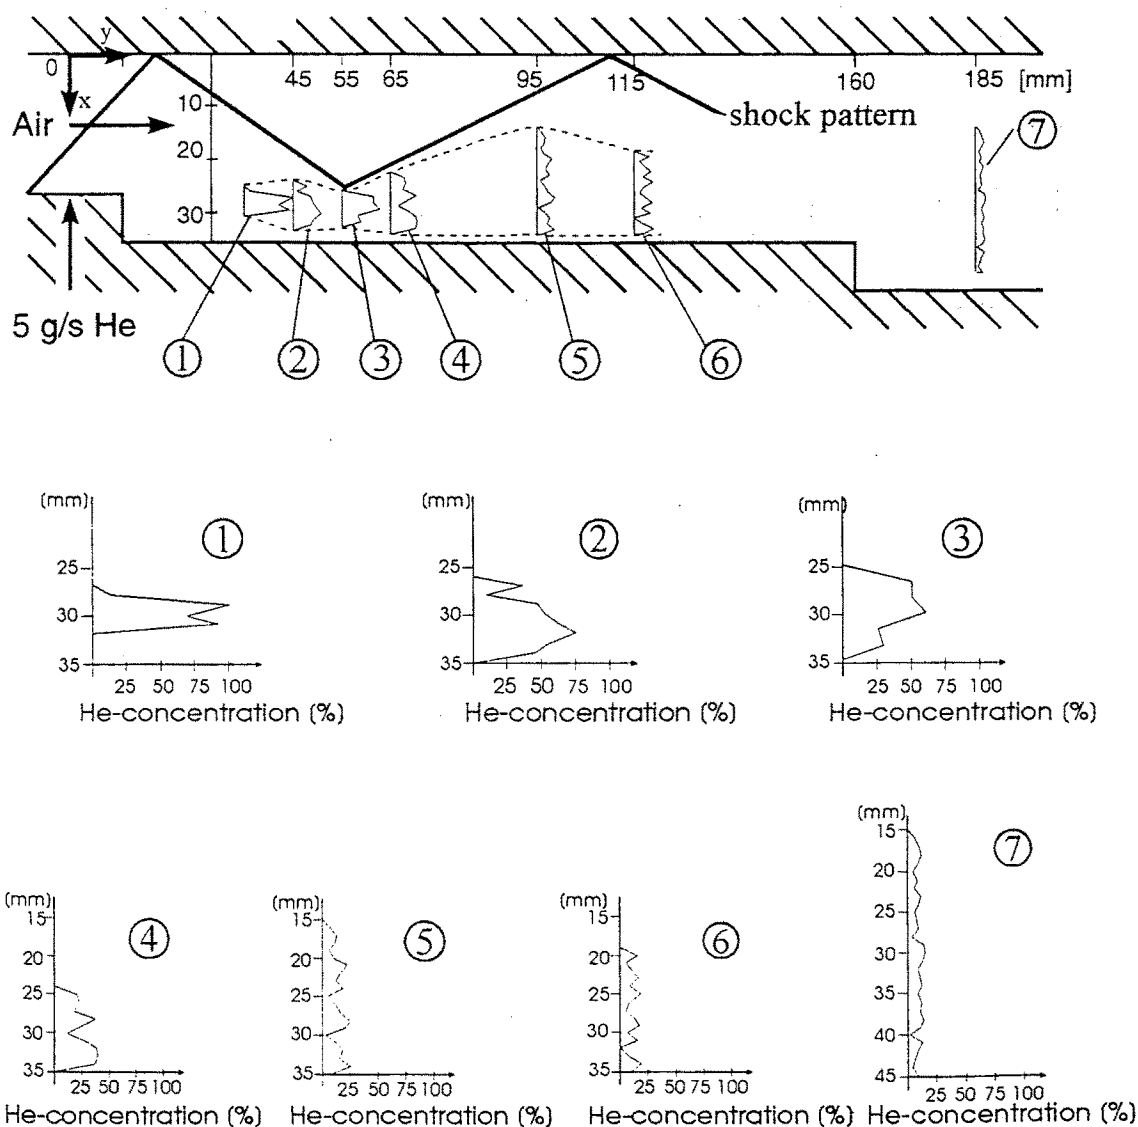 y
0 45 55 65 95 115 160 185 [mm]
x
10
Air
shock pattern
7
20
30
5 g/s He
1 2 3 4 5 6
(mm) 1
25
30
35
25 50 75 100
He-concentration (%)
(mm) 2
25
30
35
25 50 75 100
He-concentration (%)
(mm) 3
25
30
35
25 50 75 100
He-concentration (%)
(mm) 4
15
20
25
30
35
25 50 75 100
He-concentration (%)
(mm) 5
15
20
25
30
35
25 50 75 100
He-concentration (%)
(mm) 6
15
20
25
30
35
25 50 75 100
He-concentration (%)
(mm) 7
15
20
25
30
35
40
45
25 50 75 100
He-concentration (%)